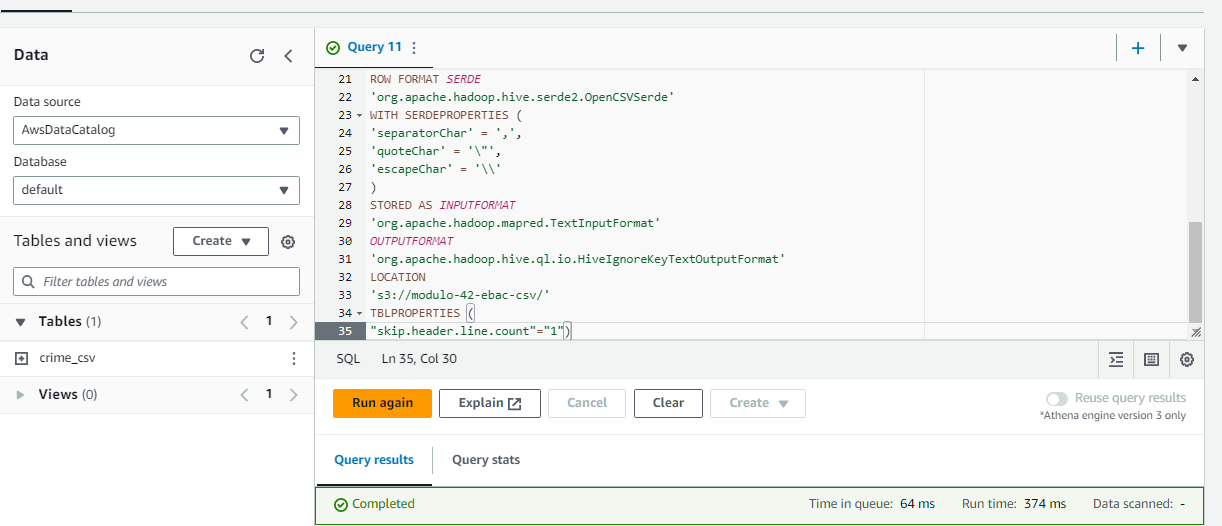 Data
Data source
AwsDataCatalog
Database
default
Tables and views
Create
Filter tables and views
Tables (1)
1
crime_csv
Views (0)
1
Query 11
21 ROW FORMAT SERDE
22 'org.apache.hadoop.hive.serde2.OpenCSVSerde'
23 WITH SERDEPROPERTIES (
24 'separatorChar' = ',',
25 'quoteChar' = '\"',
26 'escapeChar' = '\\'
27 )
28 STORED AS INPUTFORMAT
29 'org.apache.hadoop.mapred.TextInputFormat'
30 OUTPUTFORMAT
31 'org.apache.hadoop.hive.ql.io.HiveIgnoreKeyTextOutputFormat'
32 LOCATION
33 's3://modulo-42-ebac-csv/'
34 TBLPROPERTIES (
35 "skip.header.line.count"="1")
SQL Ln 35, Col 30
Run again Explain Cancel Clear Create
Reuse query results
*Athena engine version 3 only
Query results Query stats
Completed Time in queue: 64 ms Run time: 374 ms Data scanned: -